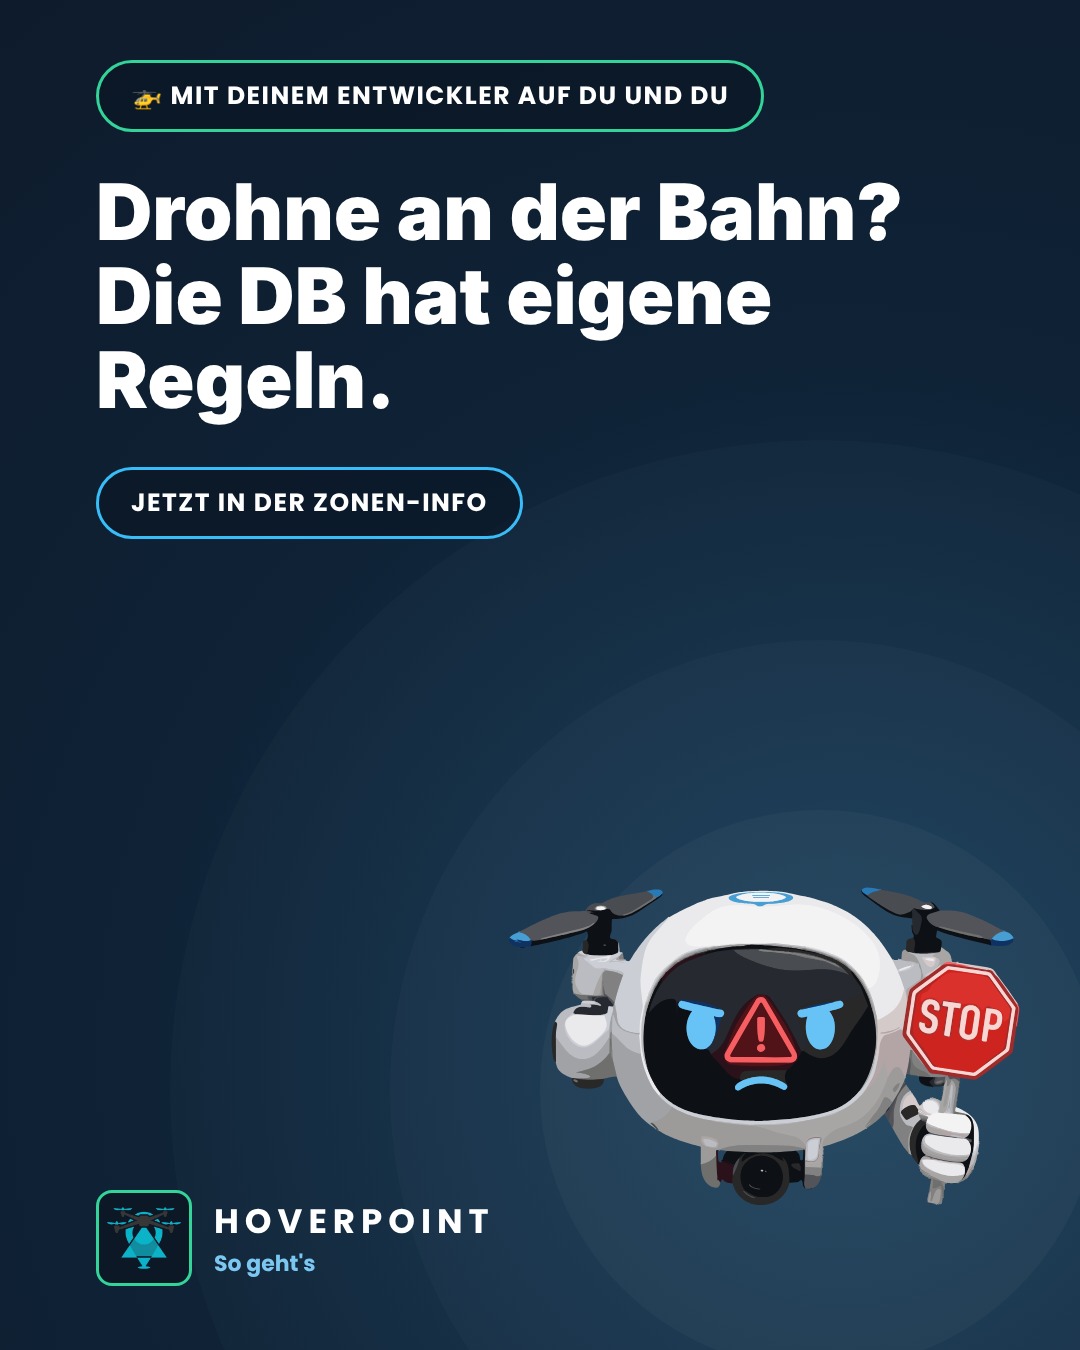 🚁 MIT DEINEM ENTWICKLER AUF DU UND DU
Drohne an der Bahn?
Die DB hat eigene
Regeln.
JETZT IN DER ZONEN-INFO
STOP
HOVERPOINT
So geht's